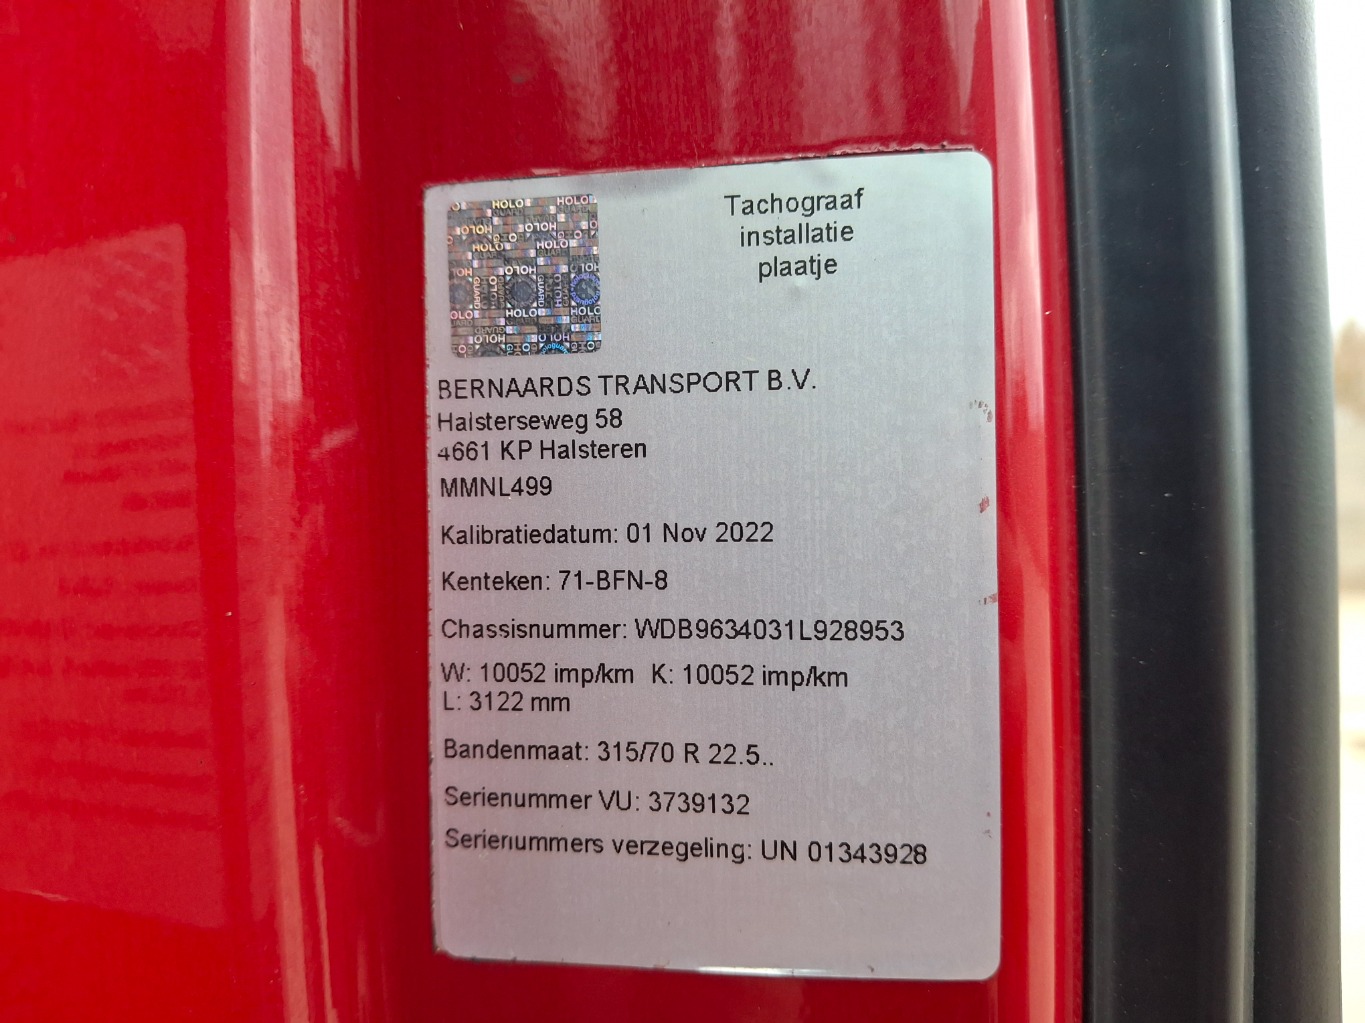 HOLO
GUARD
Tachograaf
installatie
plaatje
BERNAARDS TRANSPORT B.V.
Halsterseweg 58
4661 KP Halsteren
MMNL499
Kalibratiedatum: 01 Nov 2022
Kenteken: 71-BFN-8
Chassisnummer: WDB9634031L928953
W: 10052 imp/km K: 10052 imp/km
L: 3122 mm
Bandenmaat: 315/70 R 22.5..
Serienummer VU: 3739132
Serienummers verzegeling: UN 01343928